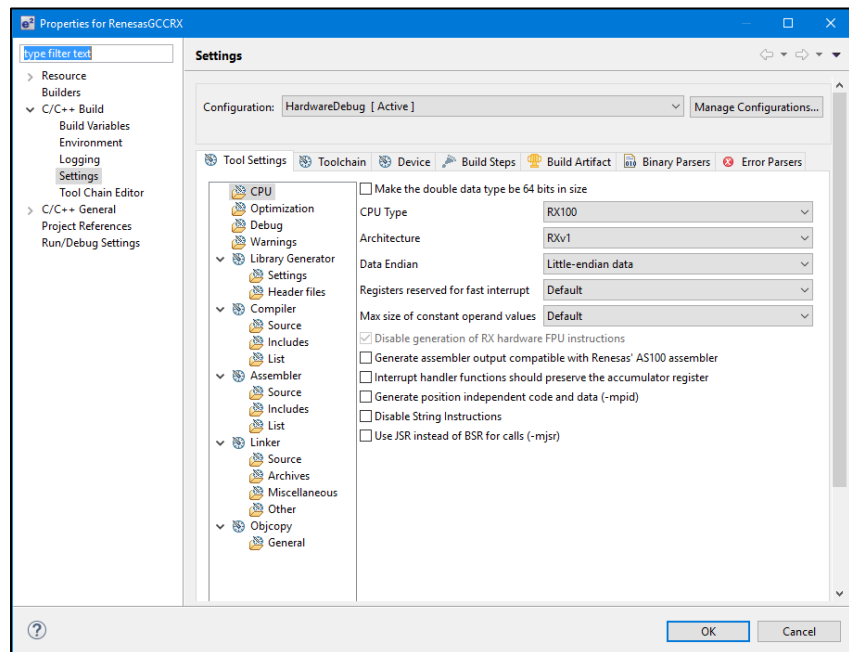 e² Properties for RenesasGCCRX
type filter text
Settings
Resource
Builders
C/C++ Build
Build Variables
Environment
Logging
Settings
Tool Chain Editor
C/C++ General
Project References
Run/Debug Settings
Configuration: HardwareDebug [ Active ] Manage Configurations...
Tool Settings Toolchain Device Build Steps Build Artifact Binary Parsers Error Parsers
CPU
Optimization
Debug
Warnings
Library Generator
Settings
Header files
Compiler
Source
Includes
List
Assembler
Source
Includes
List
Linker
Source
Archives
Miscellaneous
Other
Objcopy
General
Make the double data type be 64 bits in size
CPU Type RX100
Architecture RXv1
Data Endian Little-endian data
Registers reserved for fast interrupt Default
Max size of constant operand values Default
Disable generation of RX hardware FPU instructions
Generate assembler output compatible with Renesas' AS100 assembler
Interrupt handler functions should preserve the accumulator register
Generate position independent code and data (-mpid)
Disable String Instructions
Use JSR instead of BSR for calls (-mjsr)
? OK Cancel